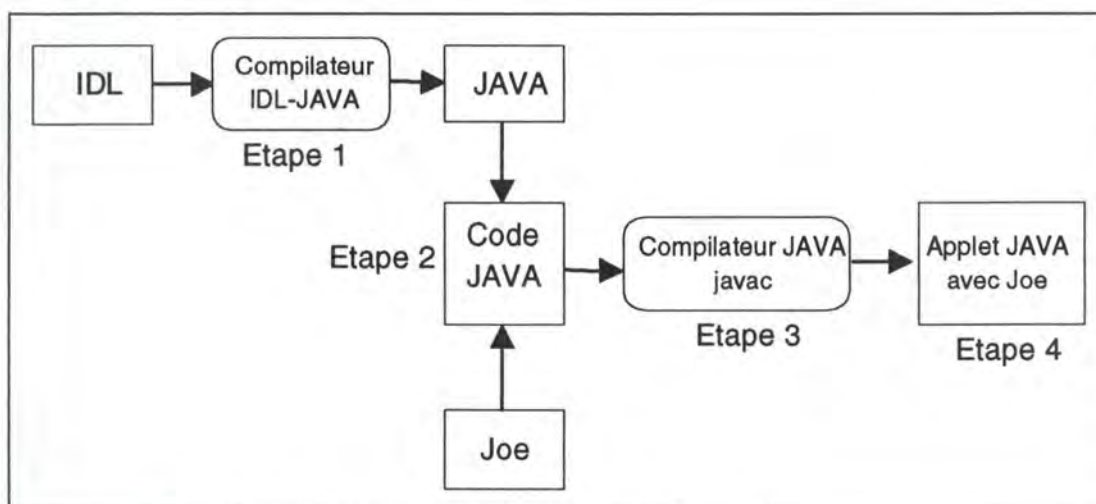 IDL
Compilateur
IDL-JAVA
Etape 1
JAVA
Etape 2
Code
JAVA
Compilateur JAVA
javac
Etape 3
Applet JAVA
avec Joe
Etape 4
Joe